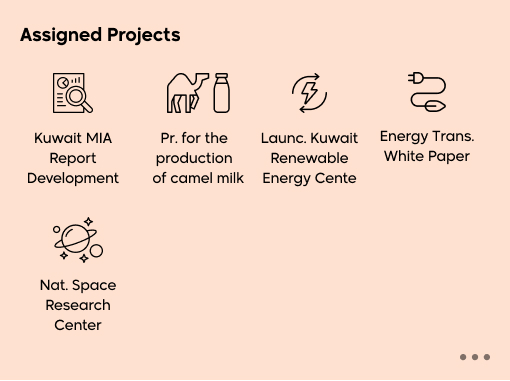 Assigned Projects
Kuwait MIA
Report
Development
Pr. for the
production
of camel milk
Launc. Kuwait
Renewable
Energy Cente
Energy Trans.
White Paper
Nat. Space
Research
Center